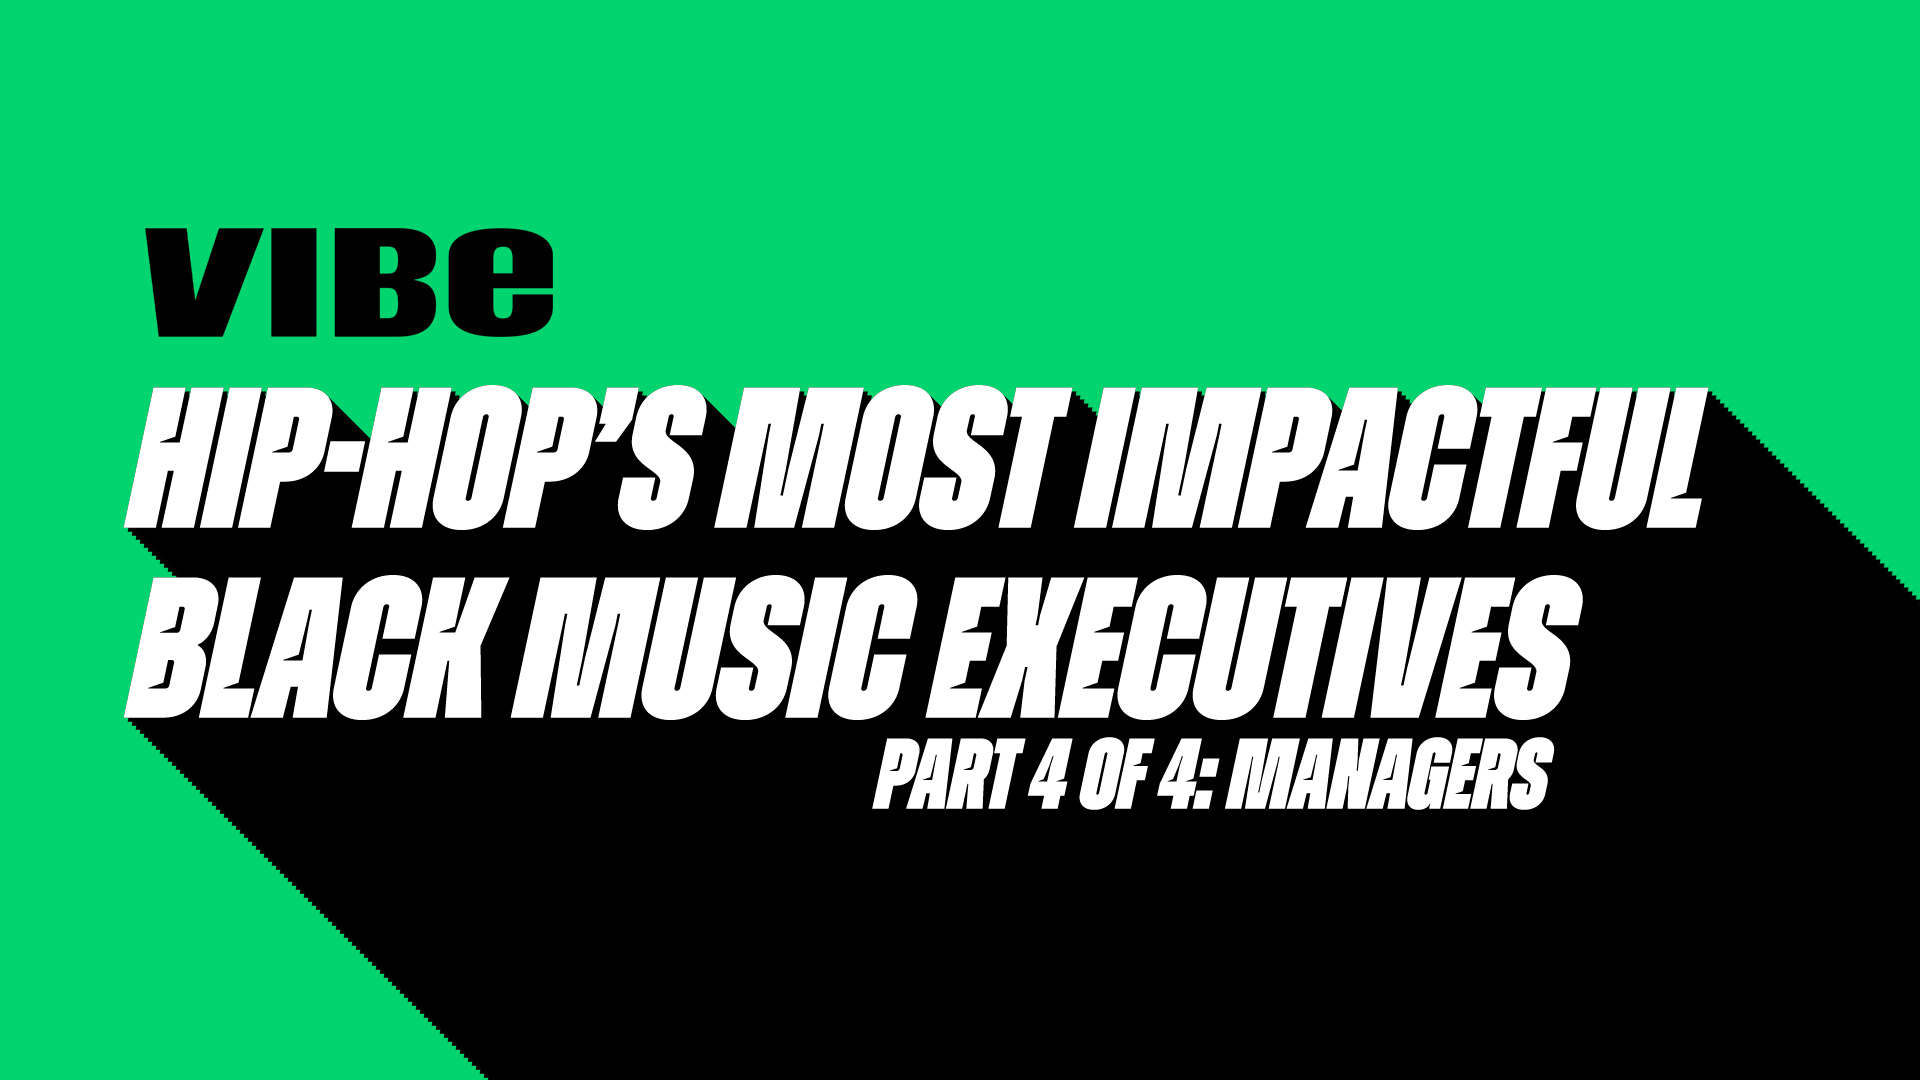 VIBe
HIP-HOP’S MOST IMPACTFUL
BLACK MUSIC EXECUTIVES
PART 4 OF 4: MANAGERS